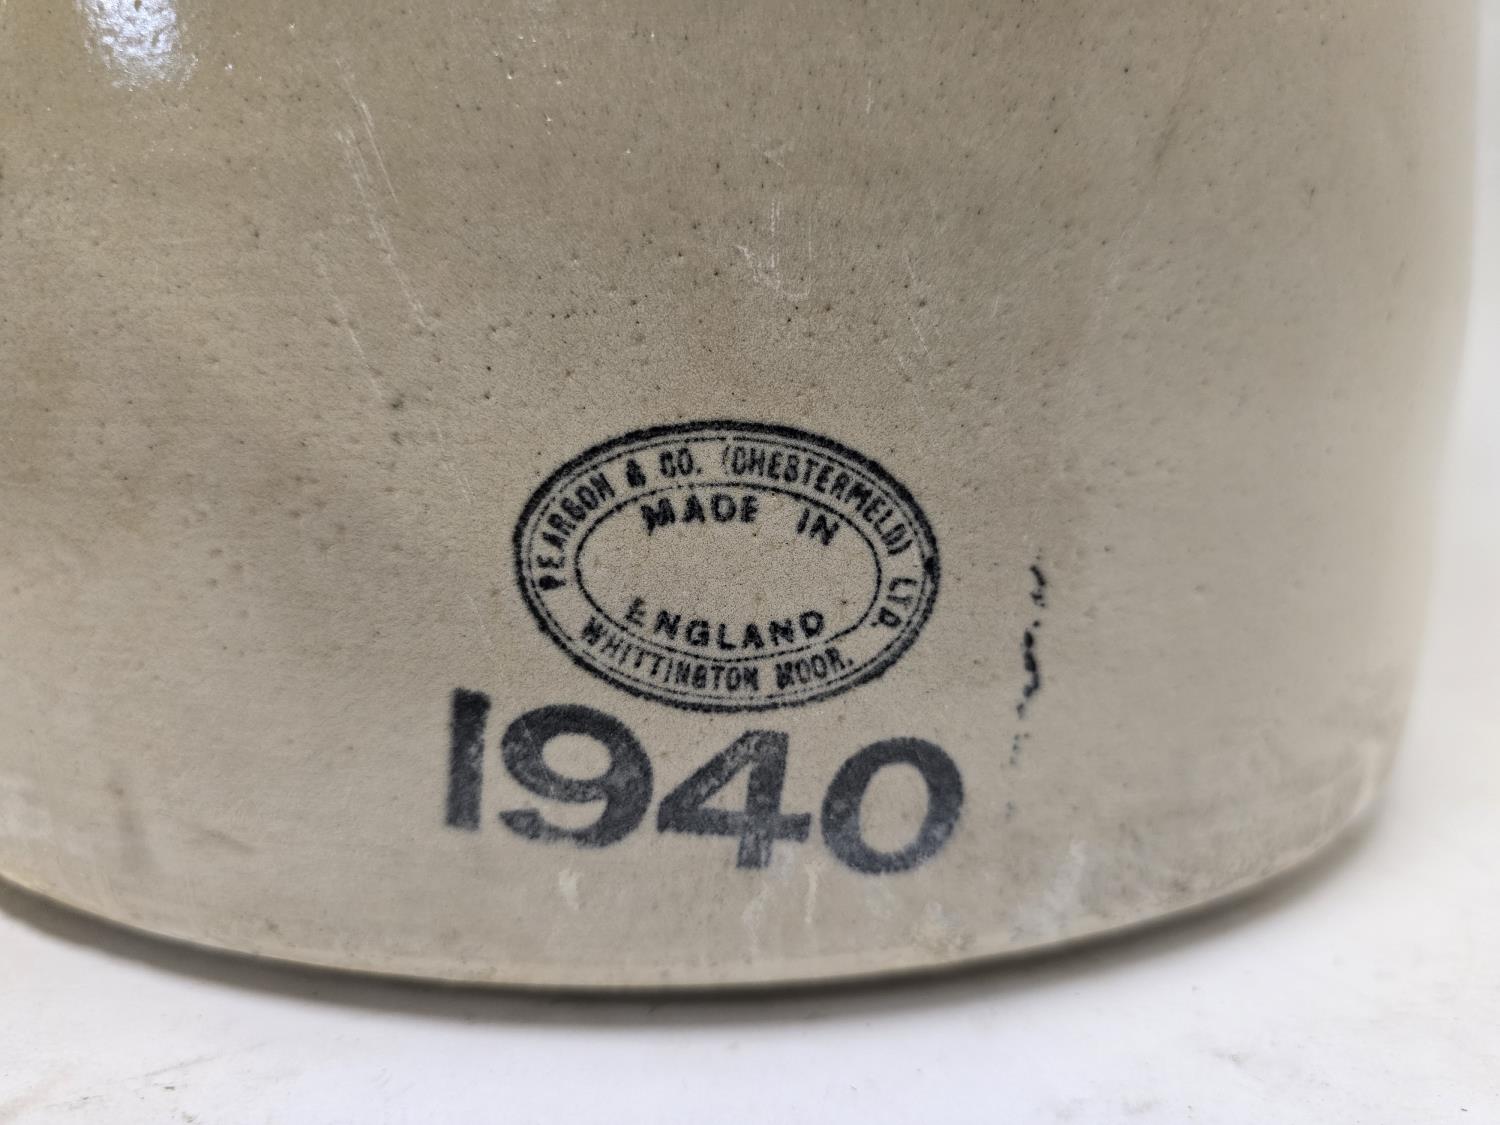 PEARSON & CO. (CHESTERFIELD) LTD.
MADE IN
ENGLAND
WHITTINGTON MOOR.
1940